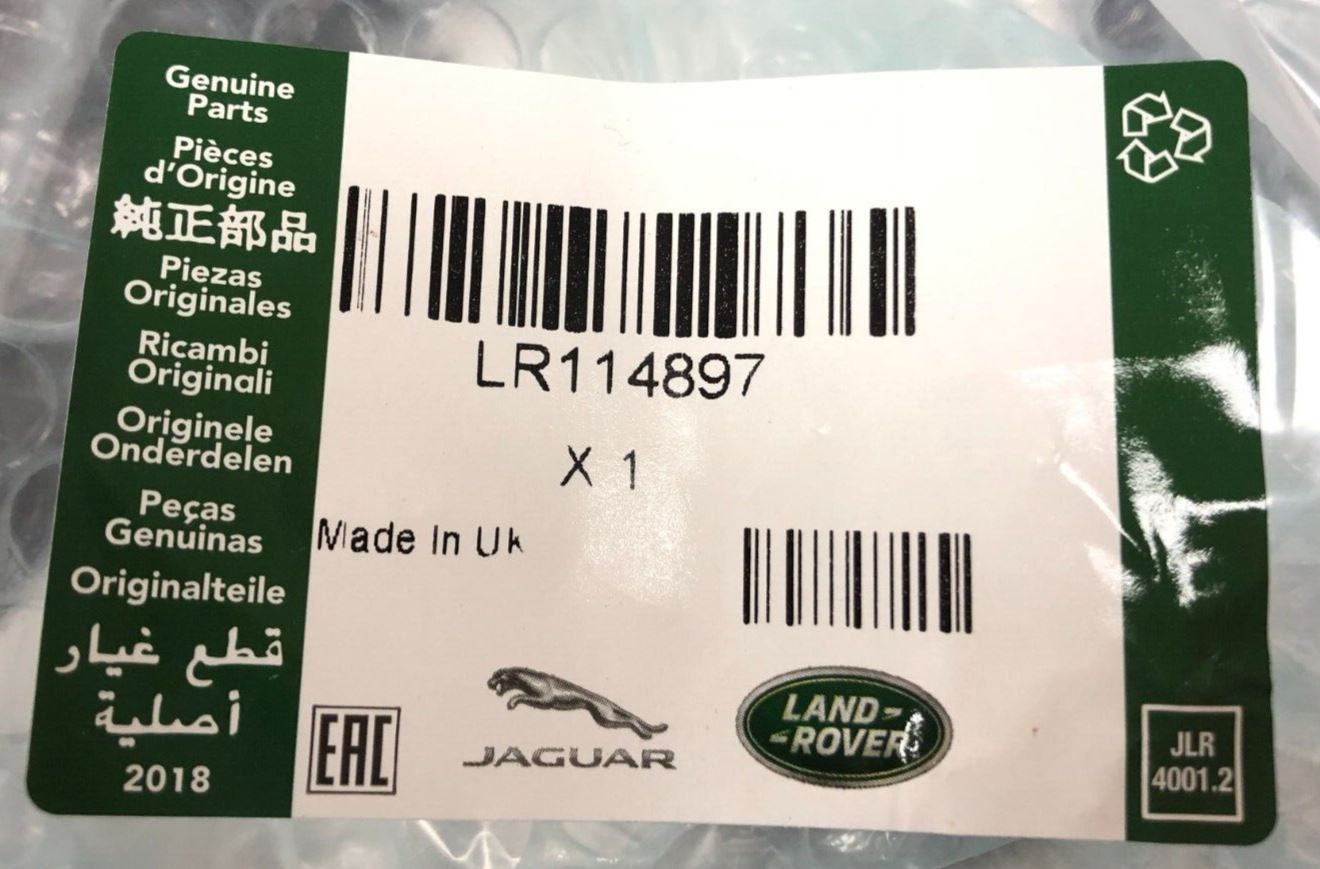 Genuine
Parts
Pièces
d'Origine
純正部品
Piezas
Originales
Ricambi
Originali
Originele
Onderdelen
Peças
Genuinas
Originalteile
قطع غيار
أصلية
2018
LR114897
X 1
Made In Uk
EAC
JAGUAR
LAND-
-ROVER
JLR
4001.2